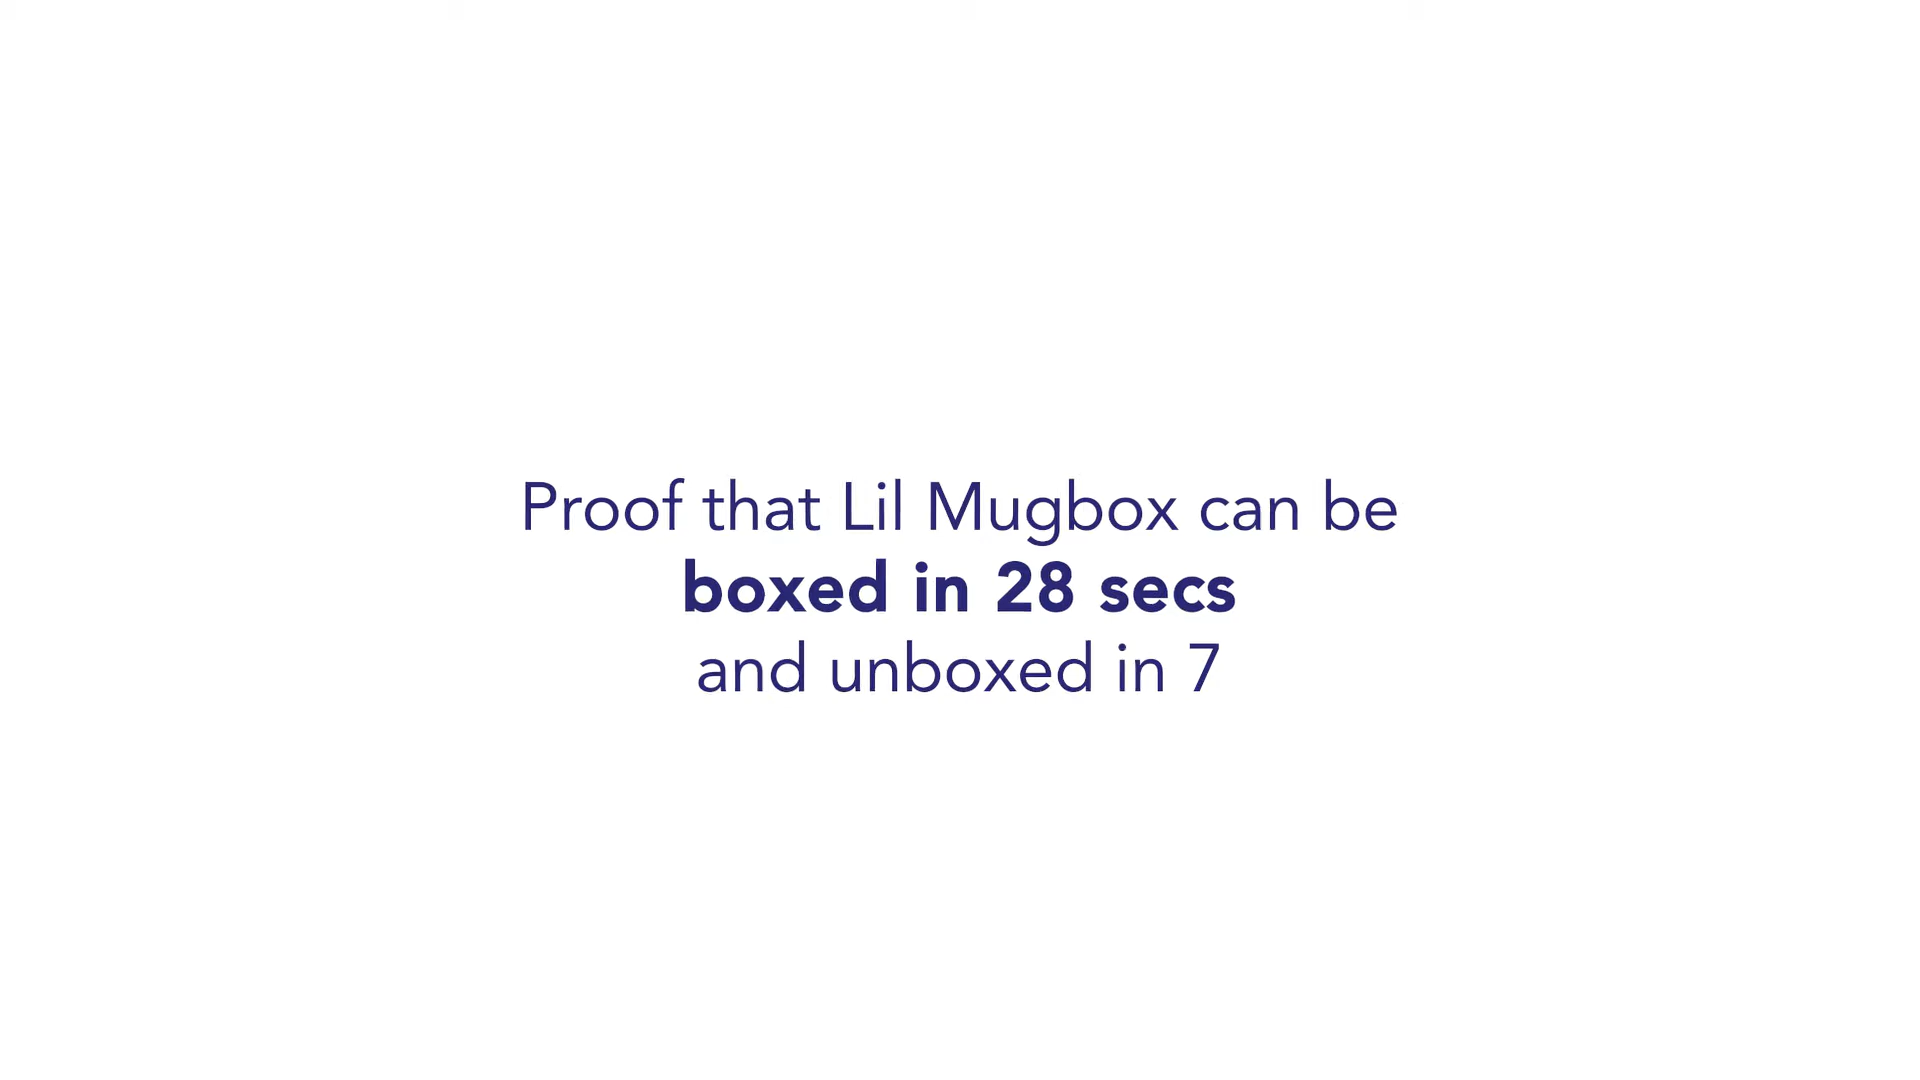 Proof that Lil Mugbox can be
boxed in 28 secs
and unboxed in 7